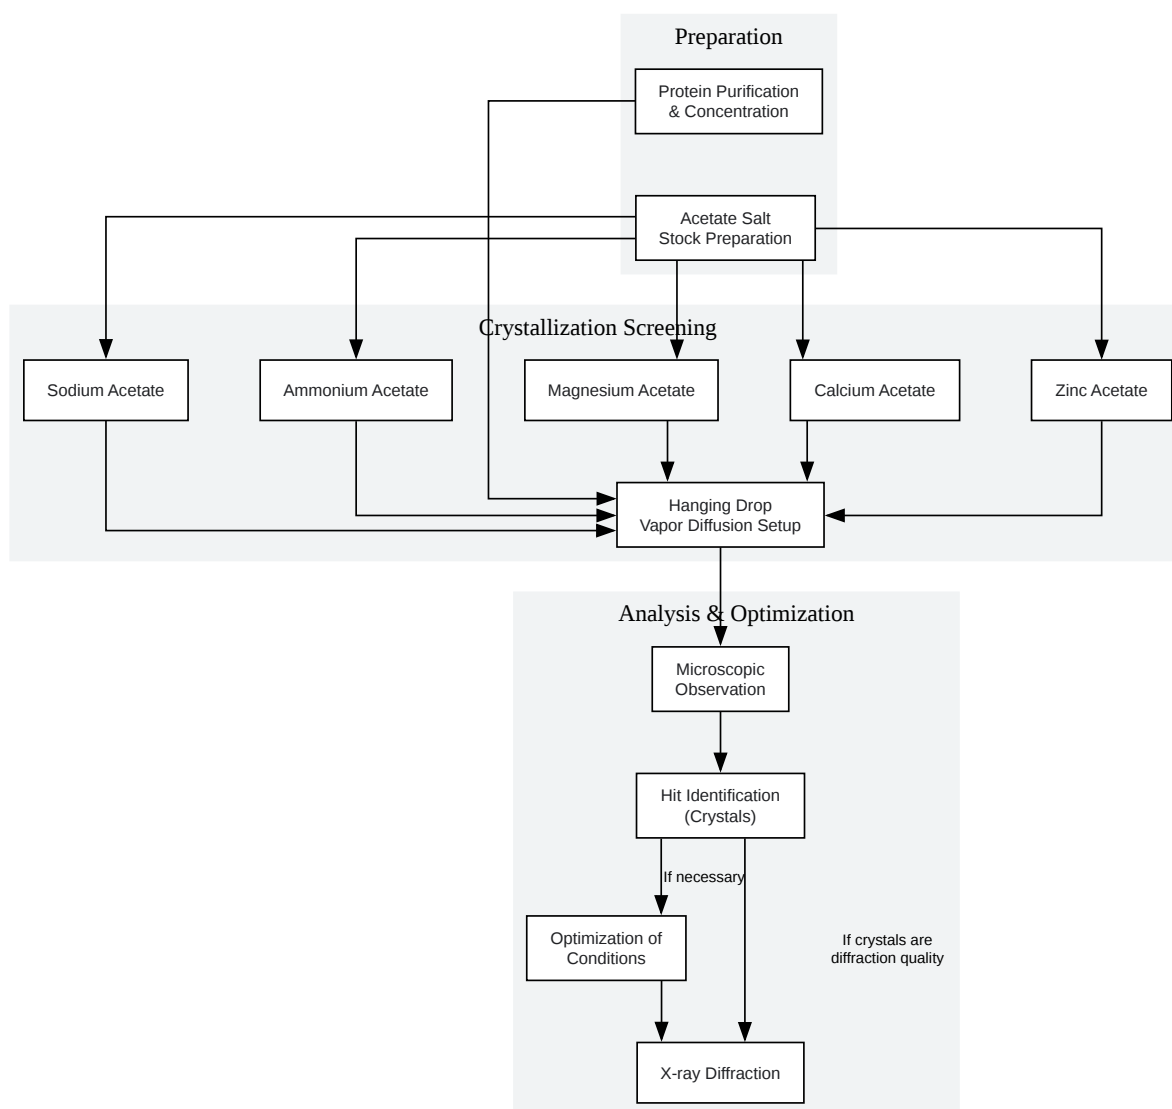 Preparation
Protein Purification
& Concentration
Acetate Salt
Stock Preparation
Crystallization Screening
Sodium Acetate
Ammonium Acetate
Magnesium Acetate
Calcium Acetate
Zinc Acetate
Hanging Drop
Vapor Diffusion Setup
Analysis & Optimization
Microscopic
Observation
Hit Identification
(Crystals)
If necessary
Optimization of
Conditions
If crystals are
diffraction quality
X-ray Diffraction